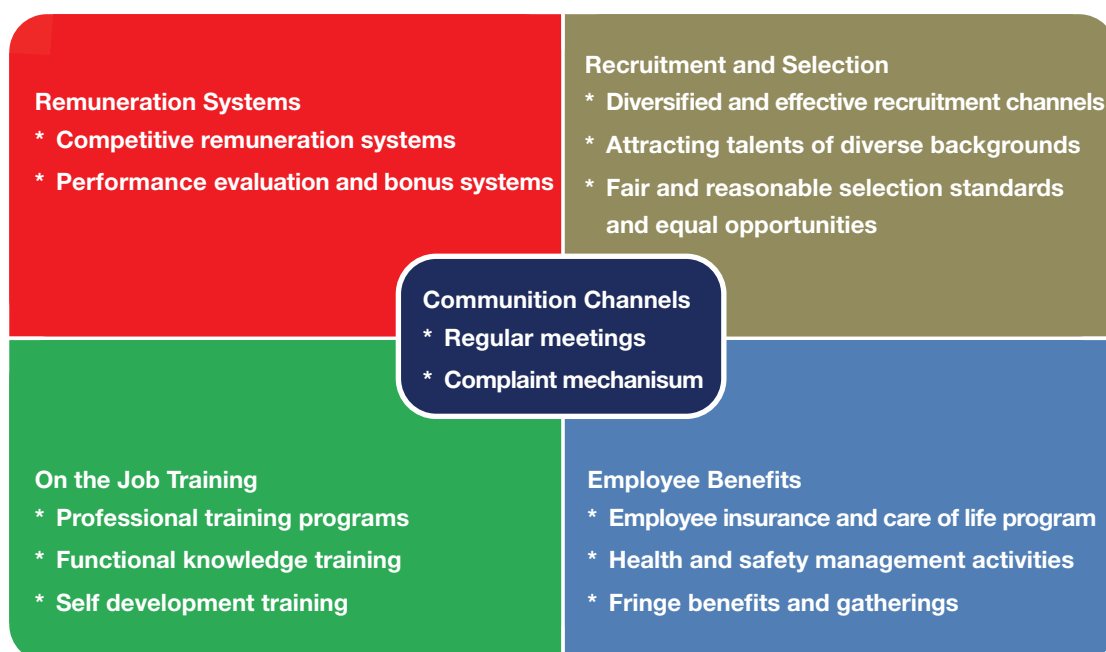 Remuneration Systems
* Competitive remuneration systems
* Performance evaluation and bonus systems
Recruitment and Selection
* Diversified and effective recruitment channels
* Attracting talents of diverse backgrounds
* Fair and reasonable selection standards
and equal opportunities
Communition Channels
* Regular meetings
* Complaint mechanisum
On the Job Training
* Professional training programs
* Functional knowledge training
* Self development training
Employee Benefits
* Employee insurance and care of life program
* Health and safety management activities
* Fringe benefits and gatherings